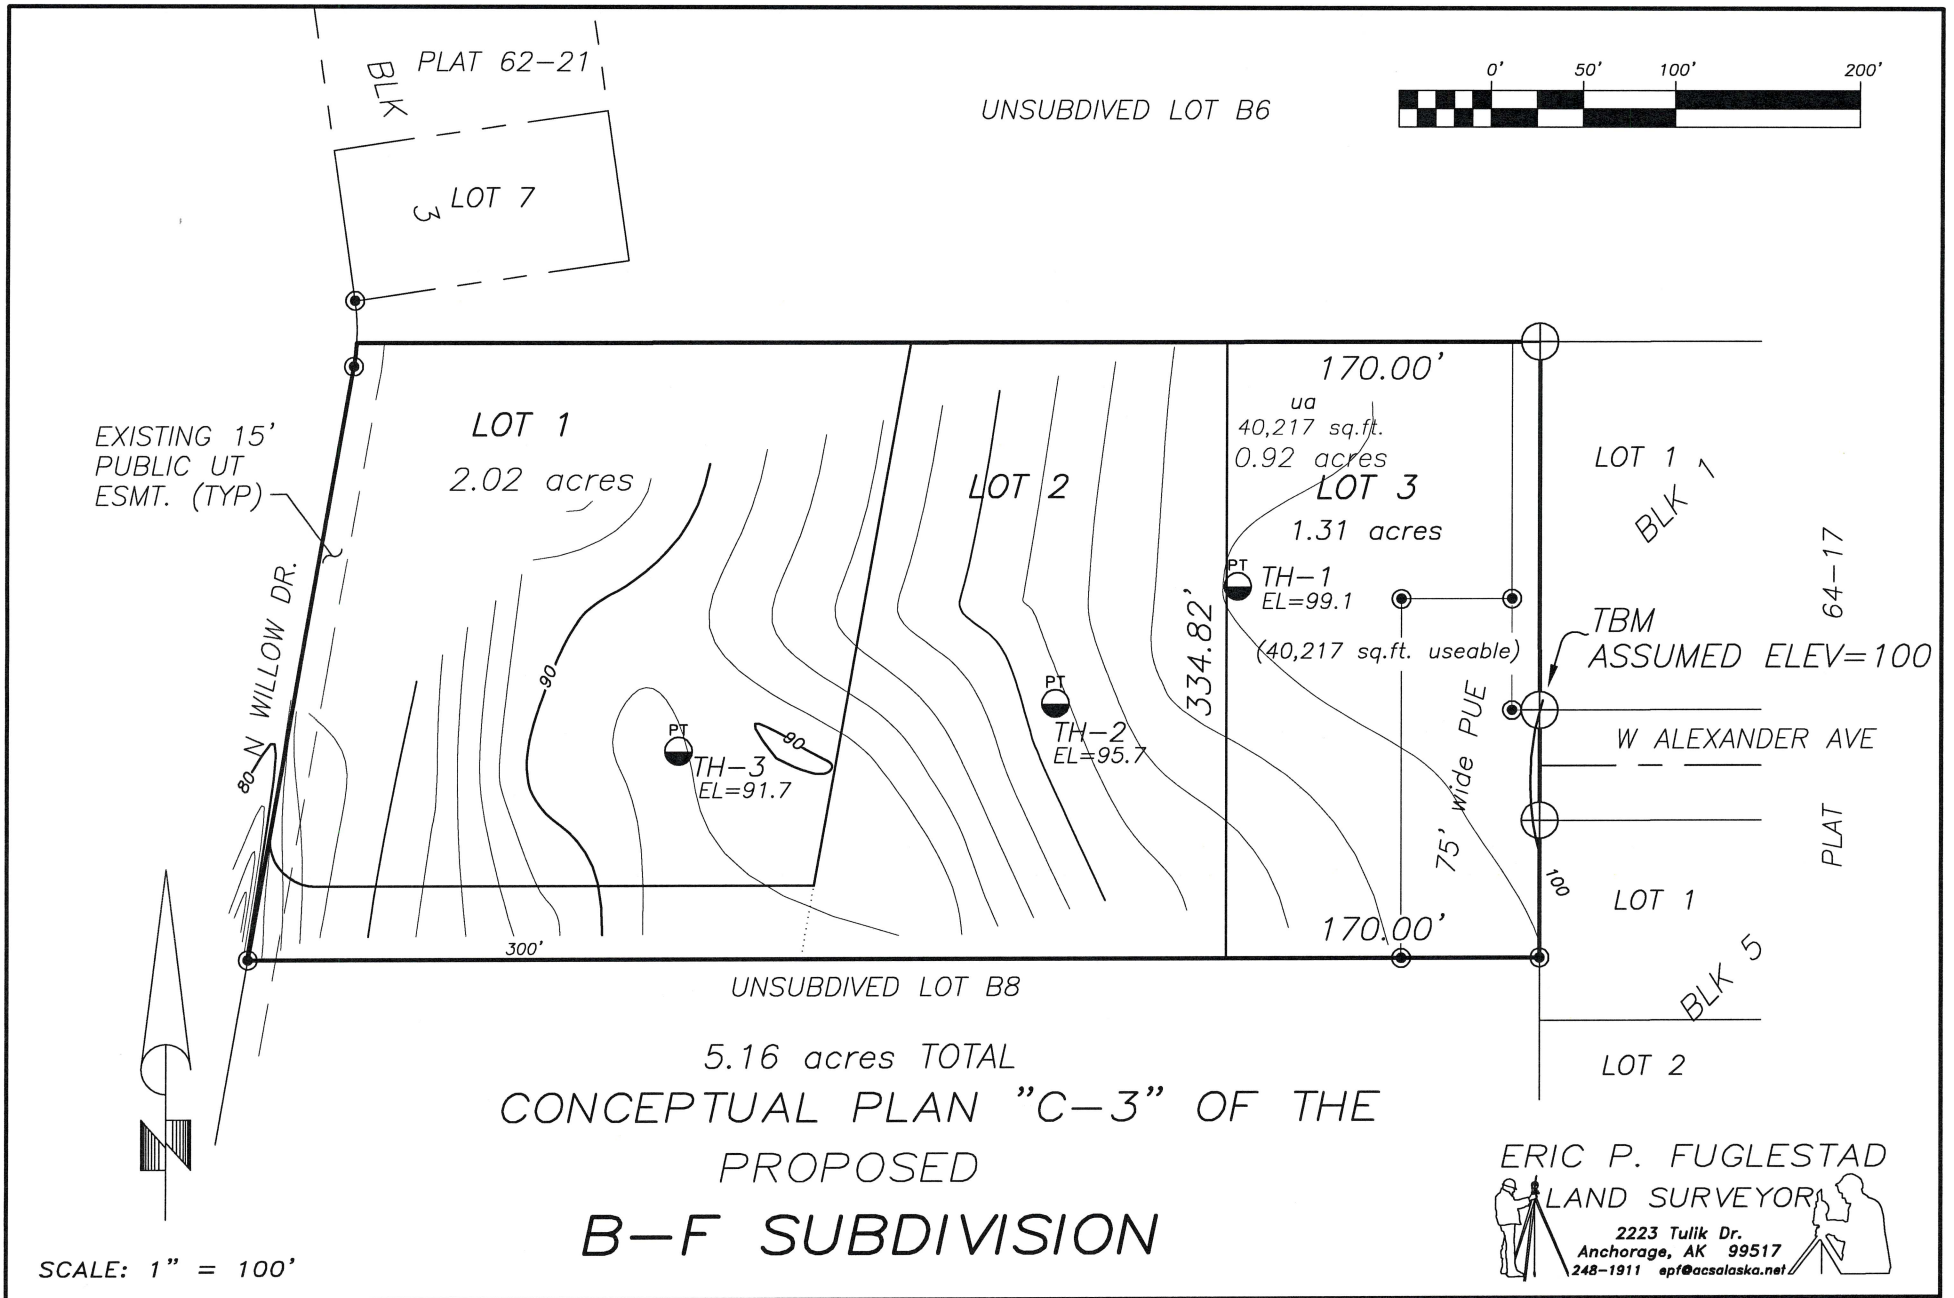 PLAT 62-21
BLK
3
LOT 7
UNSUBDIVED LOT B6
0' 50' 100' 200'
EXISTING 15'
PUBLIC UT
ESMT. (TYP)
N WILLOW DR.
LOT 1
2.02 acres
LOT 2
170.00'
ua
40,217 sq.ft.
0.92 acres
LOT 3
1.31 acres
PT
TH-1
EL=99.1
(40,217 sq.ft. useable)
334.82'
75' wide PUE
PT
TH-2
EL=95.7
PT
TH-3
EL=91.7
90
90
80
100
300'
170.00'
LOT 1
BLK 1
PLAT 64-17
TBM
ASSUMED ELEV=100
W ALEXANDER AVE
LOT 1
BLK 5
LOT 2
UNSUBDIVED LOT B8
5.16 acres TOTAL
CONCEPTUAL PLAN "C-3" OF THE
PROPOSED
B-F SUBDIVISION
N
SCALE: 1" = 100'
ERIC P. FUGLESTAD
LAND SURVEYOR
2223 Tulik Dr.
Anchorage, AK 99517
248-1911 epf@acsalaska.net